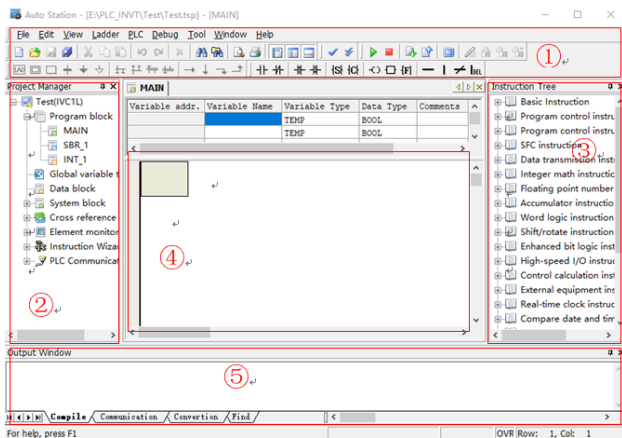 Auto Station - [E:\PLC_INVT\Test\Test.tsp] - [MAIN]
File Edit View Ladder PLC Debug Tool Window Help
①
Project Manager
Test(IVC1L)
Program block
MAIN
SBR_1
INT_1
Global variable t
Data block
System block
Cross reference
Element monitor
Instruction Wiza
PLC Communicat
②
MAIN
Variable addr. Variable Name Variable Type Data Type Comments
TEMP BOOL
TEMP BOOL
④
Instruction Tree
Basic Instruction
Program control instru
Program control instru
SFC instruction
③
Data transmission instr
Integer math instructic
Floating point number
Accumulator instructio
Word logic instruction
Shift/rotate instruction
Enhanced bit logic inst
High-speed I/O instruc
Control calculation inst
External equipment ins
Real-time clock instruc
Compare date and tim
Output Window
⑤
Compile Communication Convertion Find
For help, press F1
OVR Row: 1, Col: 1